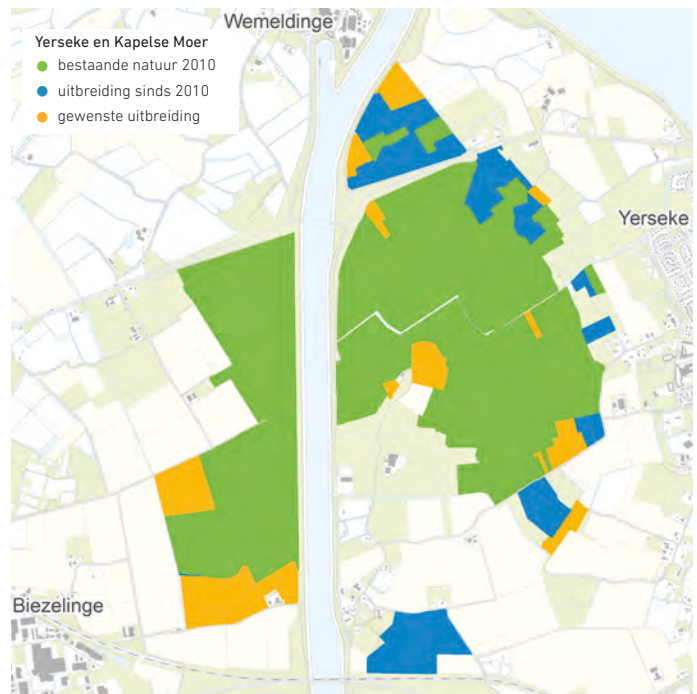 Wemeldinge
Yerseke en Kapelse Moer
bestaande natuur 2010
uitbreiding sinds 2010
gewenste uitbreiding
Yerseke
Biezelinge